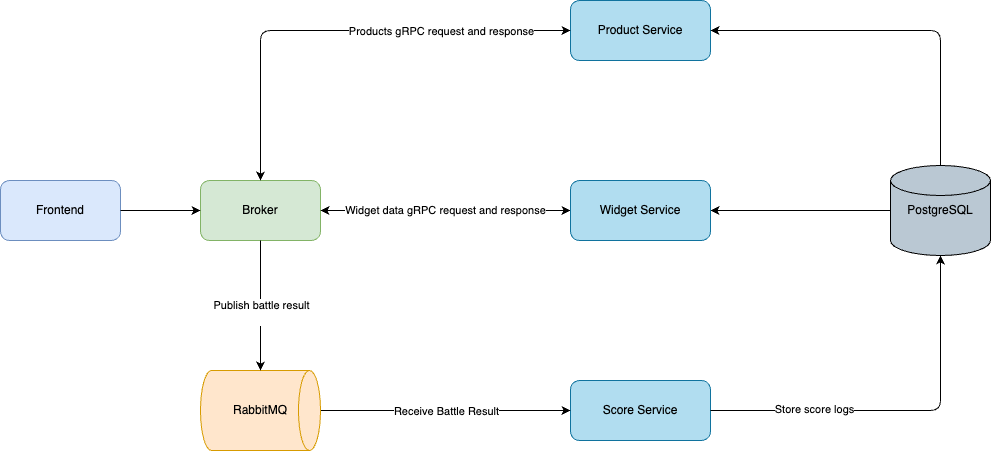 Products gRPC request and response
Product Service
Frontend
Broker
Widget data gRPC request and response
Widget Service
PostgreSQL
Publish battle result
RabbitMQ
Receive Battle Result
Score Service
Store score logs